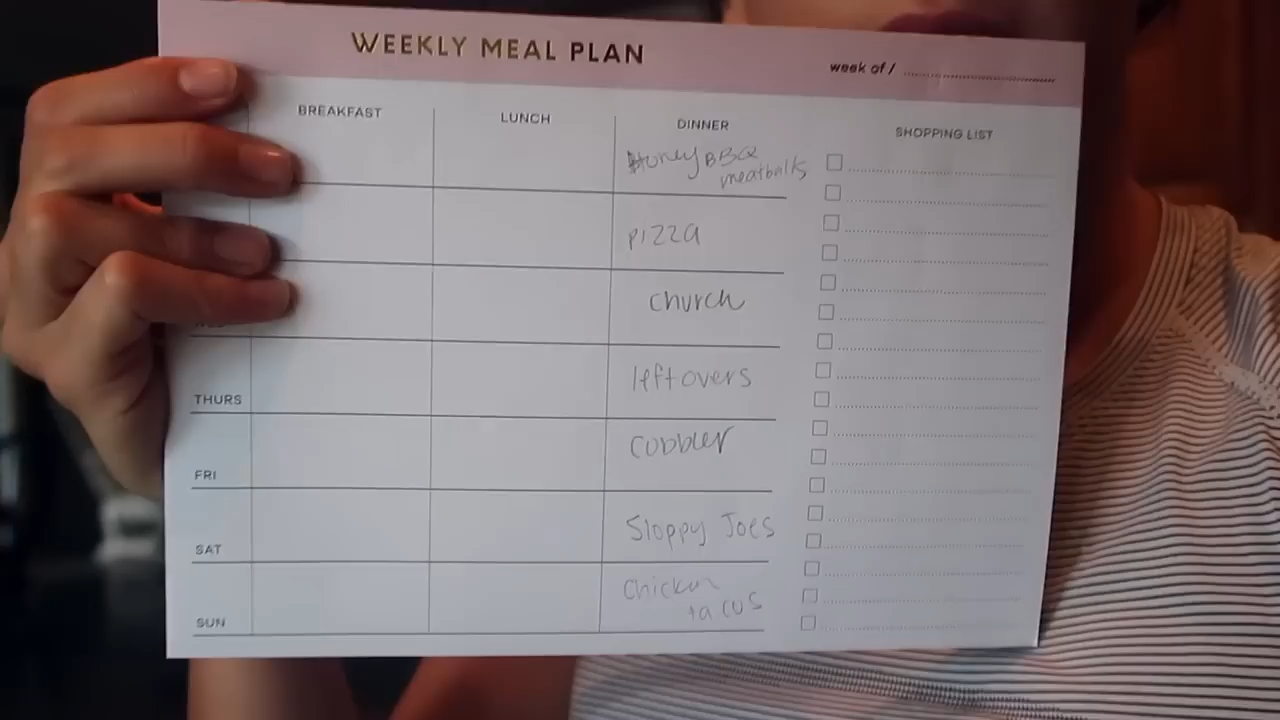 WEEKLY MEAL PLAN
week of /
BREAKFAST
LUNCH
DINNER
SHOPPING LIST
Honey BBQ
meatballs
pizza
church
THURS
leftovers
FRI
cobbler
SAT
Sloppy Joes
SUN
Chicken
tacos